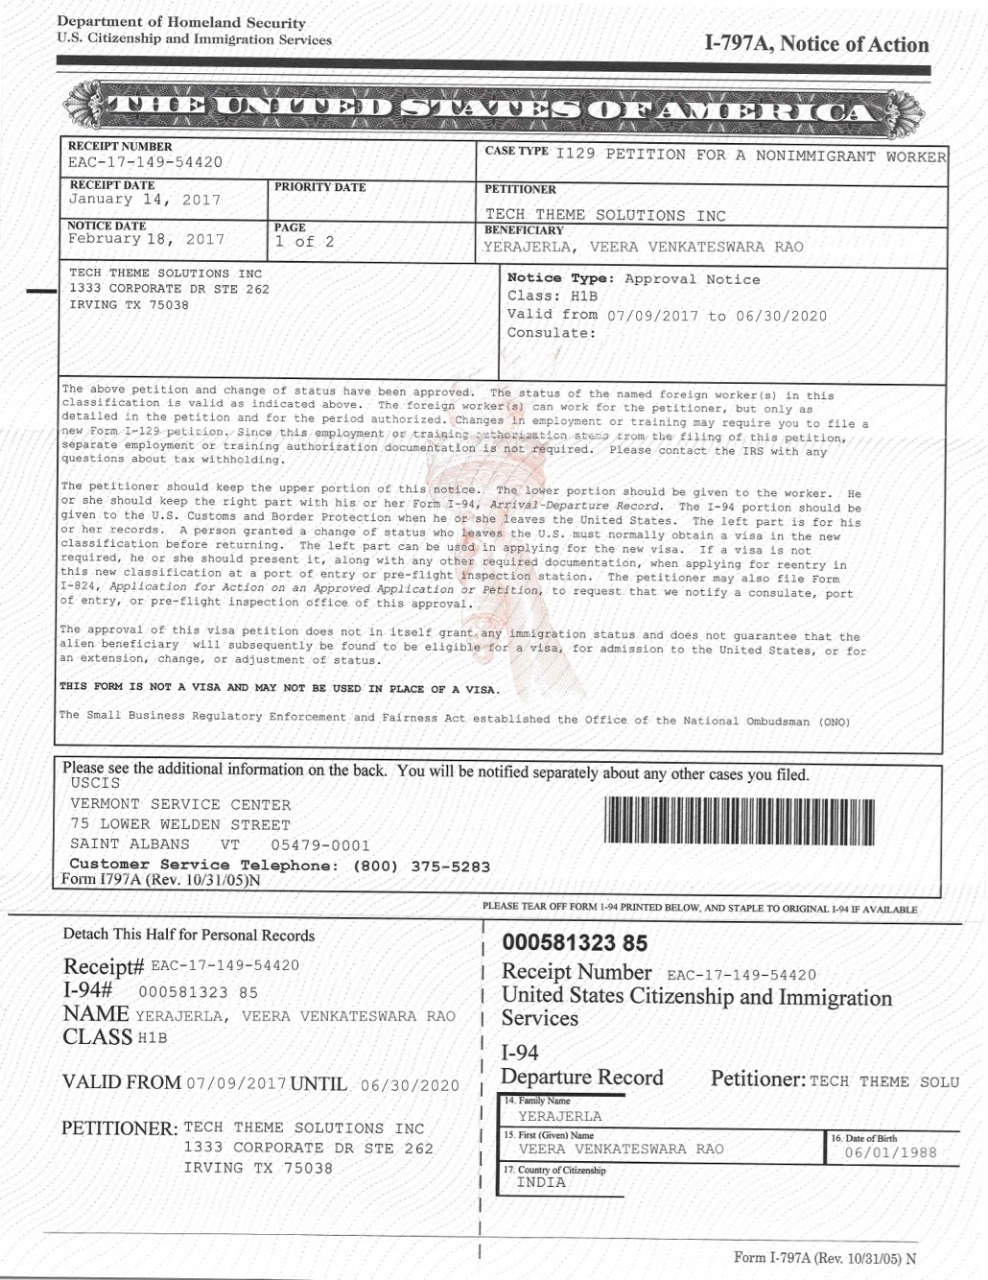 Department of Homeland Security
U.S. Citizenship and Immigration Services
I-797A, Notice of Action
THE UNITED STATES OF AMERICA
RECEIPT NUMBER
EAC-17-149-54420
CASE TYPE I129 PETITION FOR A NONIMMIGRANT WORKER
RECEIPT DATE
January 14, 2017
PRIORITY DATE
PETITIONER
TECH THEME SOLUTIONS INC
NOTICE DATE
February 18, 2017
PAGE
1 of 2
BENEFICIARY
YERAJERLA, VEERA VENKATESWARA RAO
TECH THEME SOLUTIONS INC
1333 CORPORATE DR STE 262
IRVING TX 75038
Notice Type: Approval Notice
Class: H1B
Valid from 07/09/2017 to 06/30/2020
Consulate:
The above petition and change of status have been approved. The status of the named foreign worker(s) in this
classification is valid as indicated above. The foreign worker(s) can work for the petitioner, but only as
detailed in the petition and for the period authorized. Changes in employment or training may require you to file a
new Form I-129 petition. Since this employment or training authorization stems from the filing of this petition,
separate employment or training authorization documentation is not required. Please contact the IRS with any
questions about tax withholding.
The petitioner should keep the upper portion of this notice. The lower portion should be given to the worker. He
or she should keep the right part with his or her Form I-94, Arrival-Departure Record. The I-94 portion should be
given to the U.S. Customs and Border Protection when he or she leaves the United States. The left part is for his
or her records. A person granted a change of status who leaves the U.S. must normally obtain a visa in the new
classification before returning. The left part can be used in applying for the new visa. If a visa is not
required, he or she should present it, along with any other required documentation, when applying for reentry in
this new classification at a port of entry or pre-flight inspection station. The petitioner may also file Form
I-824, Application for Action on an Approved Application or Petition, to request that we notify a consulate, port
of entry, or pre-flight inspection office of this approval.
The approval of this visa petition does not in itself grant any immigration status and does not guarantee that the
alien beneficiary will subsequently be found to be eligible for a visa, for admission to the United States, or for
an extension, change, or adjustment of status.
THIS FORM IS NOT A VISA AND MAY NOT BE USED IN PLACE OF A VISA.
The Small Business Regulatory Enforcement and Fairness Act established the Office of the National Ombudsman (ONO)
Please see the additional information on the back. You will be notified separately about any other cases you filed.
USCIS
VERMONT SERVICE CENTER
75 LOWER WELDEN STREET
SAINT ALBANS VT 05479-0001
Customer Service Telephone: (800) 375-5283
Form I797A (Rev. 10/31/05)N
PLEASE TEAR OFF FORM I-94 PRINTED BELOW, AND STAPLE TO ORIGINAL I-94 IF AVAILABLE
Detach This Half for Personal Records
Receipt# EAC-17-149-54420
I-94# 000581323 85
NAME YERAJERLA, VEERA VENKATESWARA RAO
CLASS H1B
VALID FROM 07/09/2017 UNTIL 06/30/2020
PETITIONER: TECH THEME SOLUTIONS INC
1333 CORPORATE DR STE 262
IRVING TX 75038
000581323 85
Receipt Number EAC-17-149-54420
United States Citizenship and Immigration
Services
I-94
Departure Record Petitioner: TECH THEME SOLU
14. Family Name
YERAJERLA
15. First (Given) Name
VEERA VENKATESWARA RAO
16. Date of Birth
06/01/1988
17. Country of Citizenship
INDIA
Form I-797A (Rev. 10/31/05) N